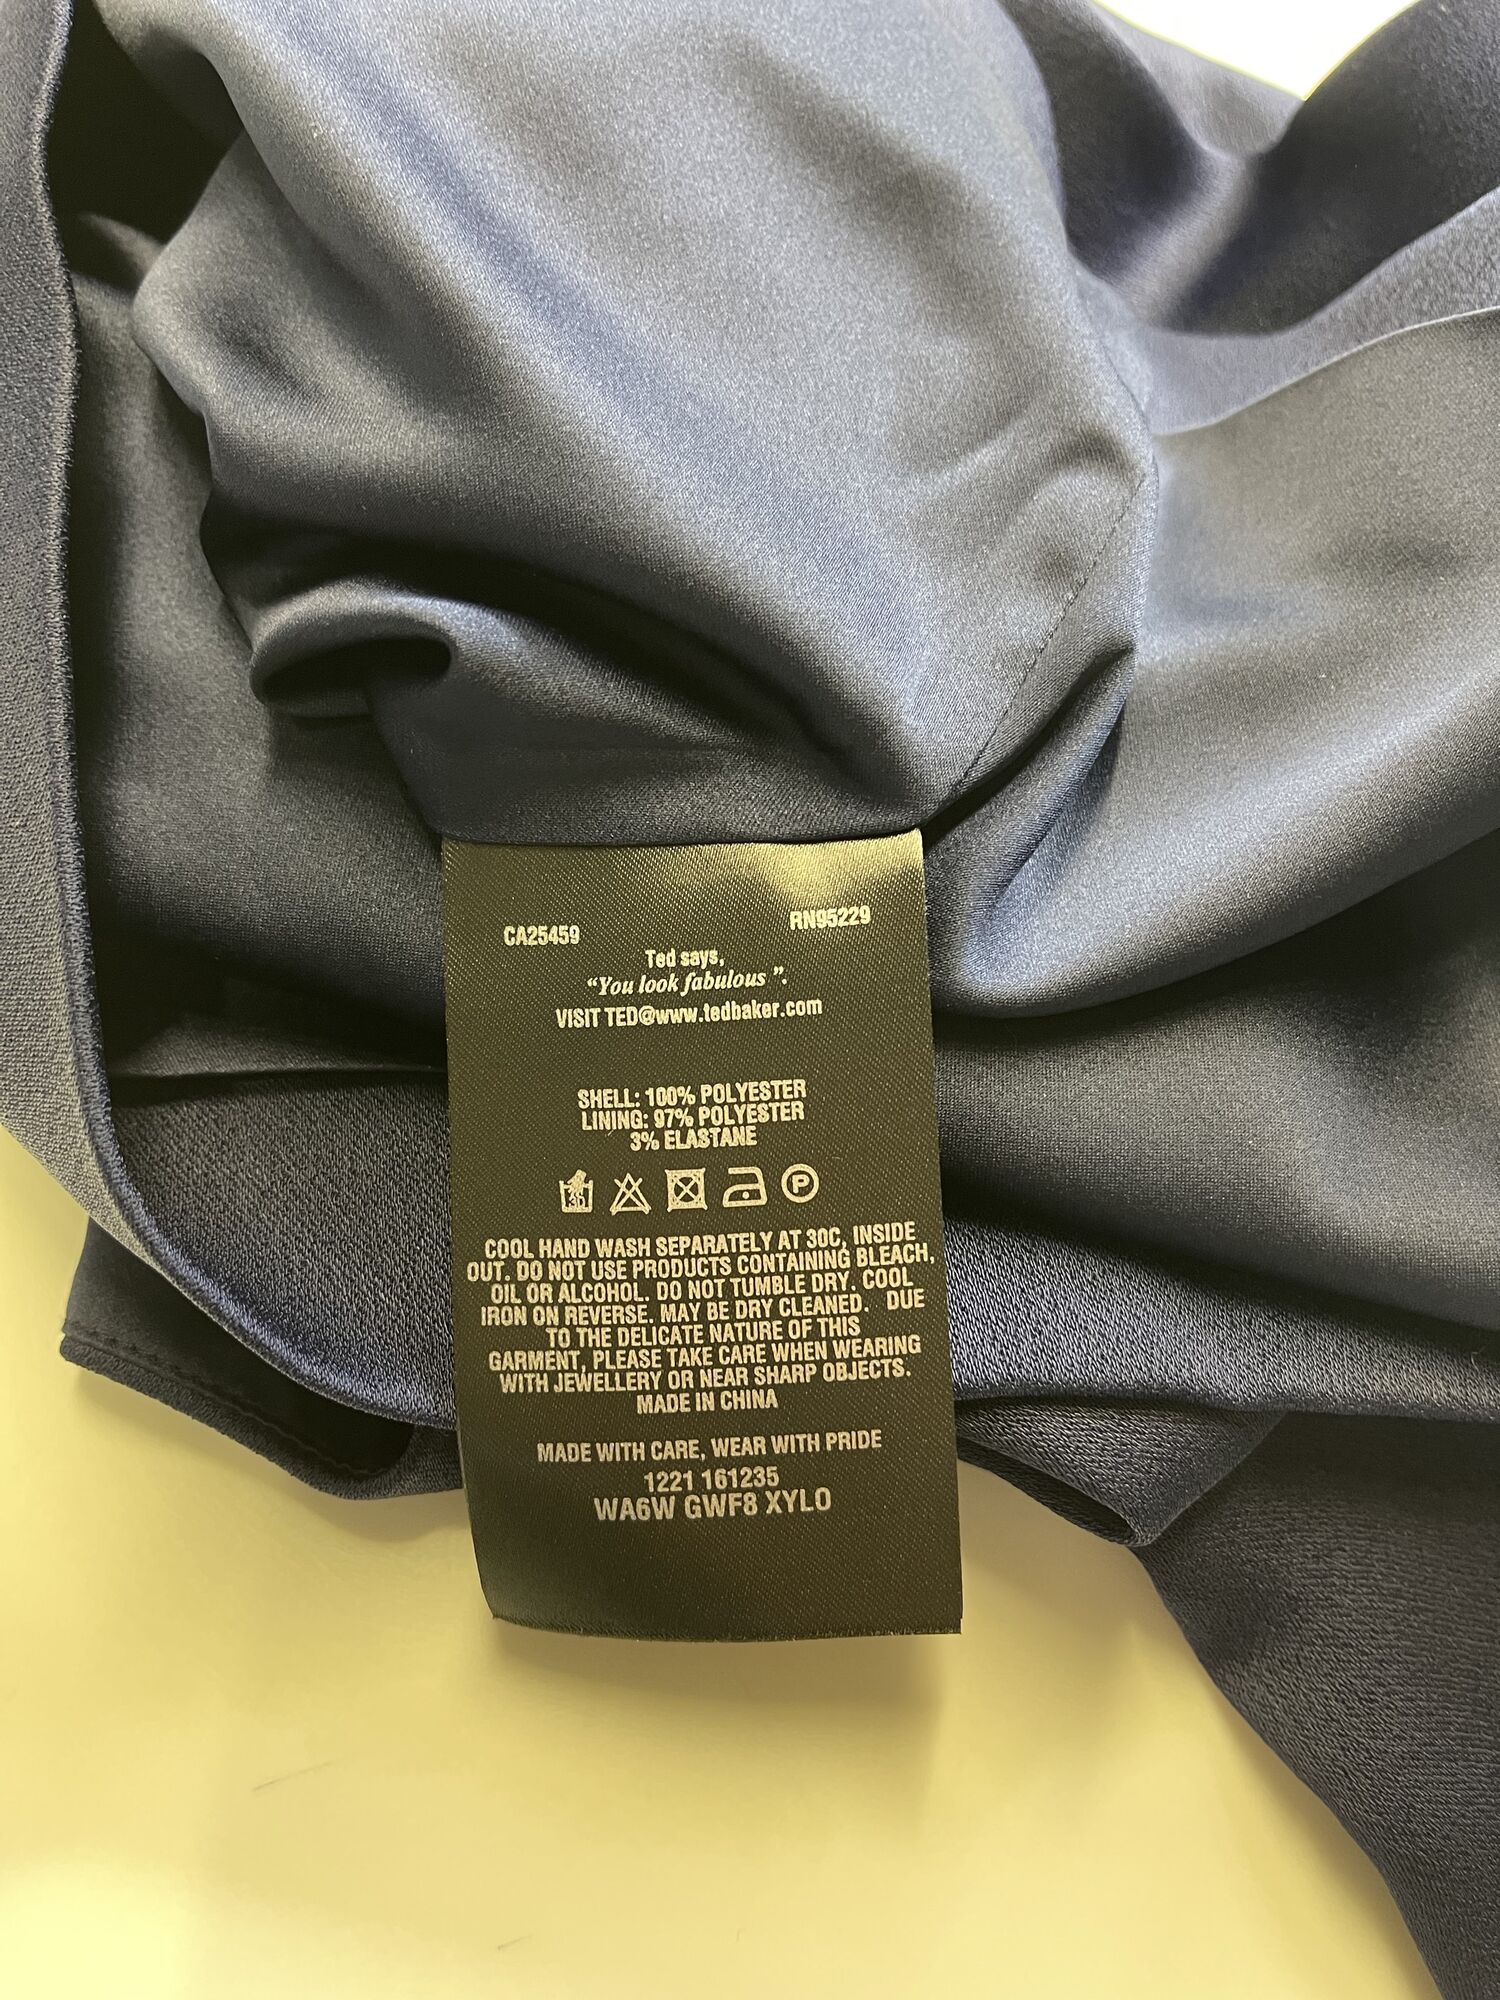 CA25459 RN95229
Ted says,
“You look fabulous ”.
VISIT TED@www.tedbaker.com
SHELL: 100% POLYESTER
LINING: 97% POLYESTER
3% ELASTANE
30 P
COOL HAND WASH SEPARATELY AT 30C, INSIDE
OUT. DO NOT USE PRODUCTS CONTAINING BLEACH,
OIL OR ALCOHOL. DO NOT TUMBLE DRY. COOL
IRON ON REVERSE. MAY BE DRY CLEANED. DUE
TO THE DELICATE NATURE OF THIS
GARMENT, PLEASE TAKE CARE WHEN WEARING
WITH JEWELLERY OR NEAR SHARP OBJECTS.
MADE IN CHINA
MADE WITH CARE, WEAR WITH PRIDE
1221 161235
WA6W GWF8 XYLO